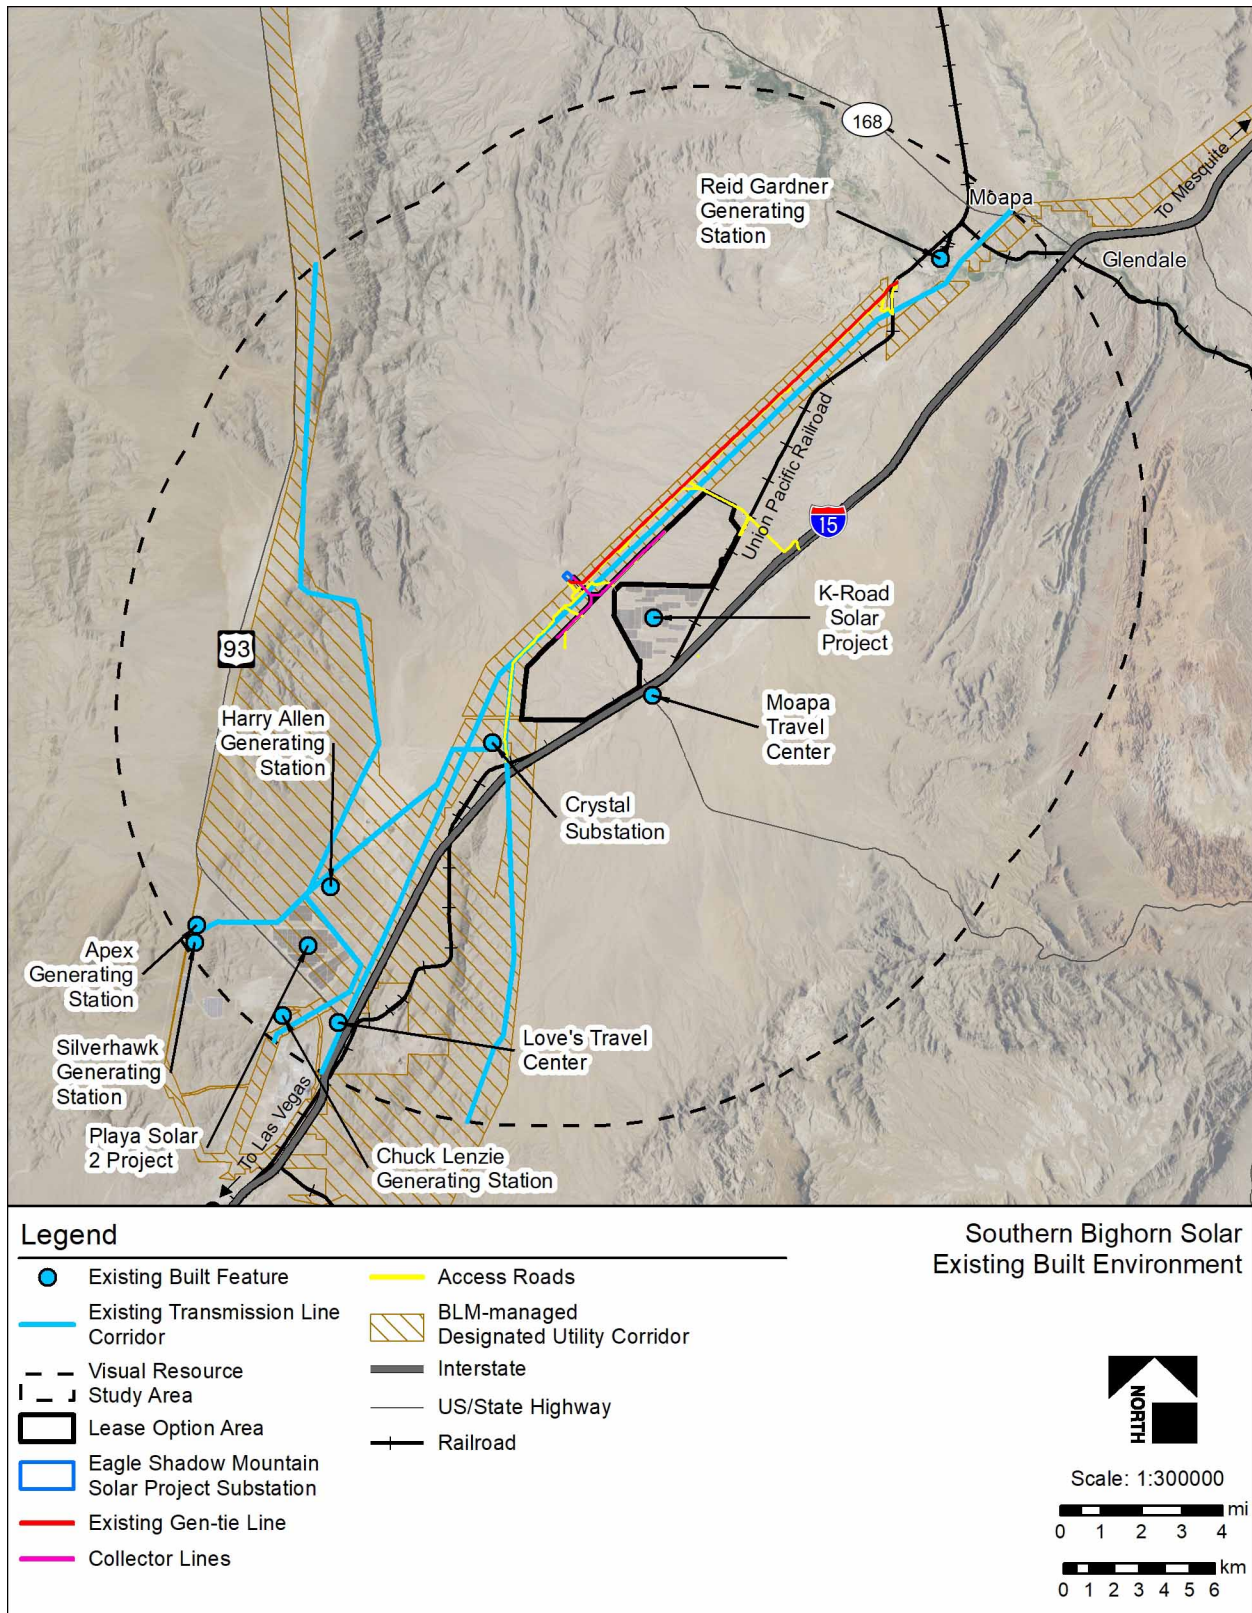 168
Reid Gardner
Generating
Station
Moapa
To Mesquite
Glendale
Union Pacific Railroad
15
K-Road
Solar
Project
93
Moapa
Travel
Center
Harry Allen
Generating
Station
Crystal
Substation
Apex
Generating
Station
Silverhawk
Generating
Station
Love's Travel
Center
To Las Vegas
Playa Solar
2 Project
Chuck Lenzie
Generating Station
Legend
Existing Built Feature
Existing Transmission Line
Corridor
Visual Resource
Study Area
Lease Option Area
Eagle Shadow Mountain
Solar Project Substation
Existing Gen-tie Line
Collector Lines
Access Roads
BLM-managed
Designated Utility Corridor
Interstate
US/State Highway
Railroad
Southern Bighorn Solar
Existing Built Environment
NORTH
Scale: 1:300000
mi
0 1 2 3 4
km
0 1 2 3 4 5 6